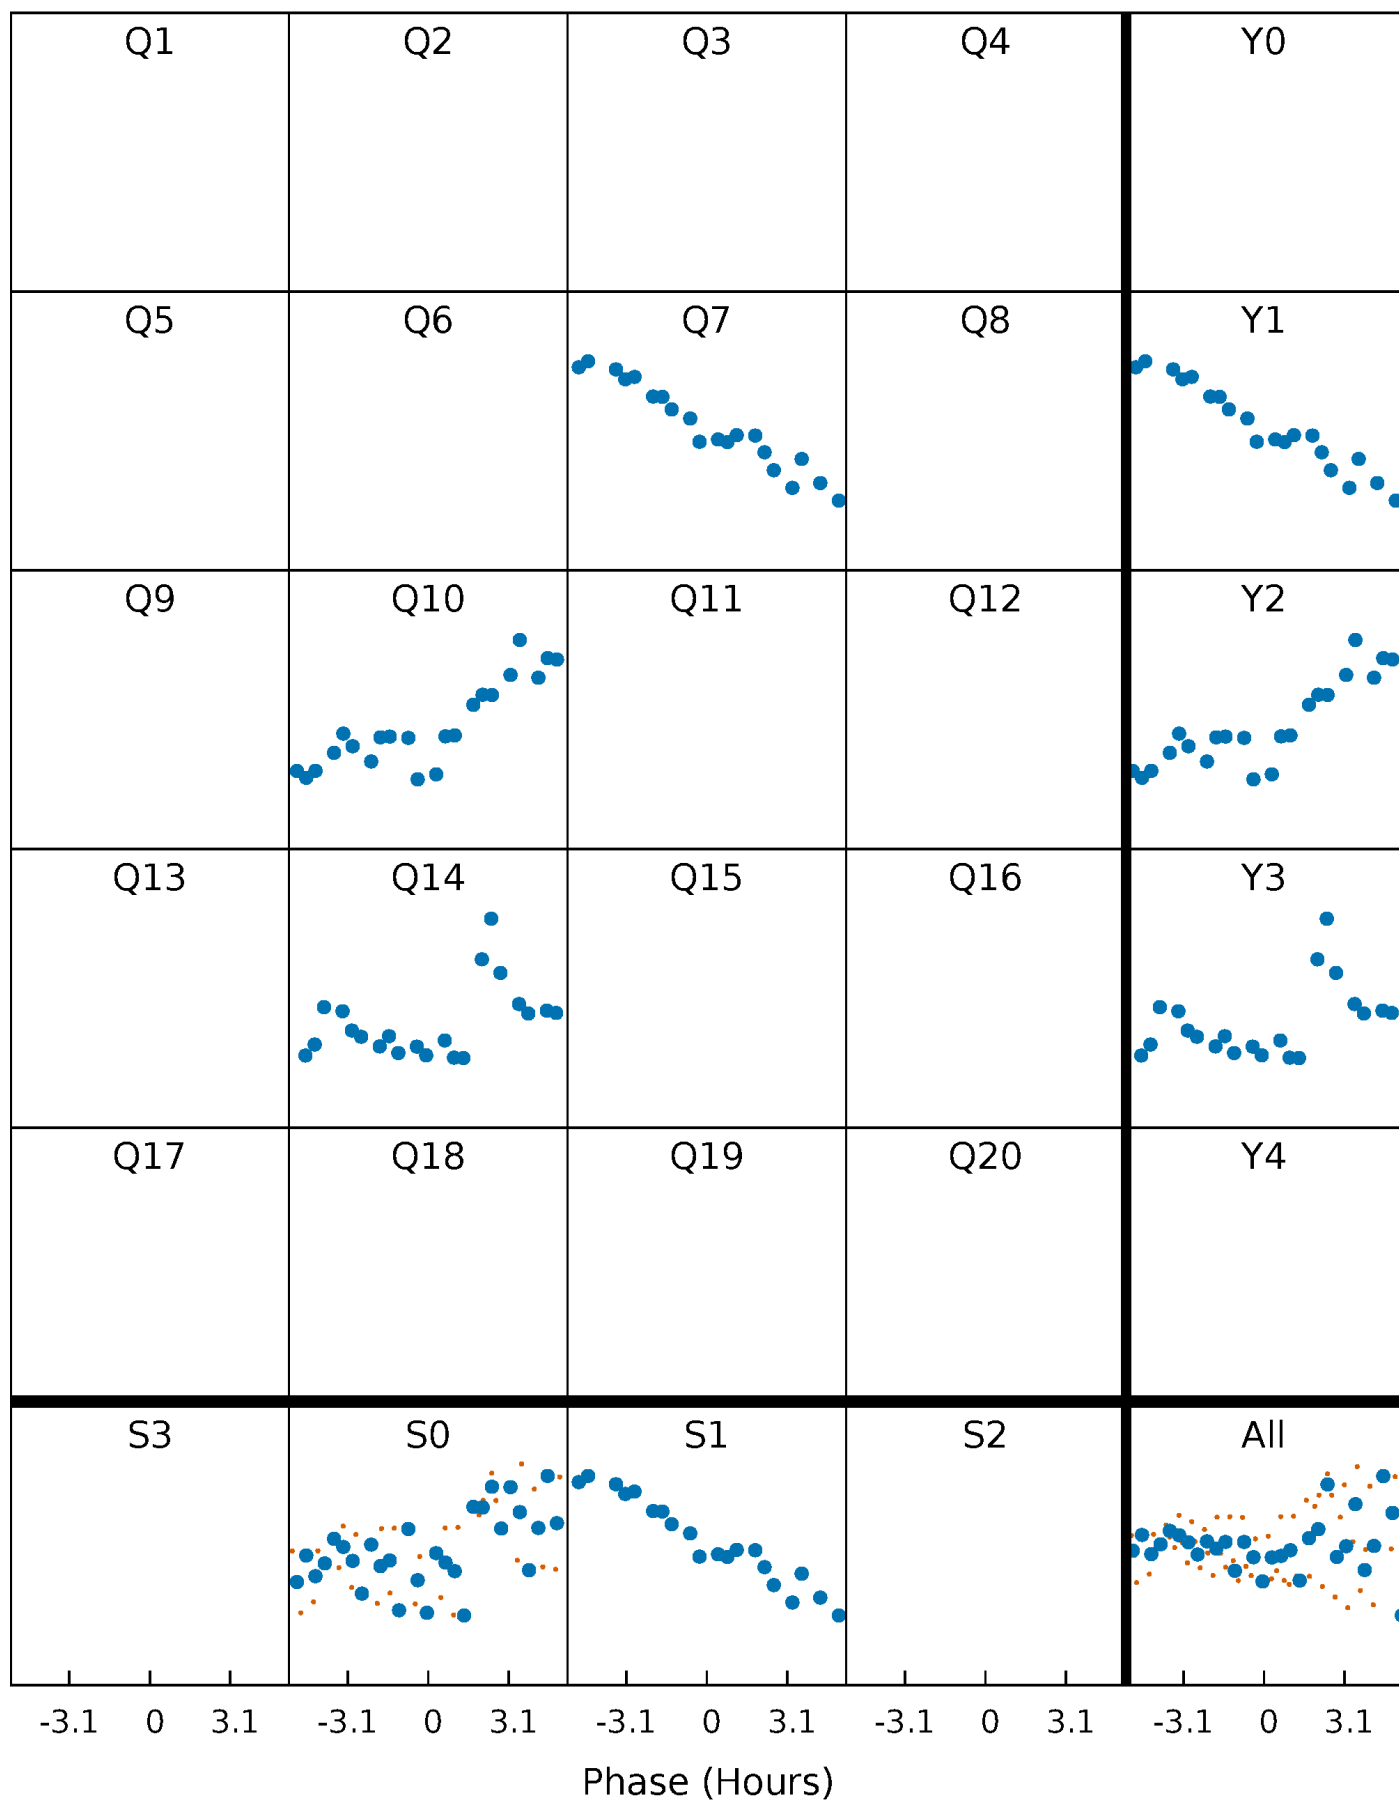 Q1 Q2 Q3 Q4 Y0
Q5 Q6 Q7 Q8 Y1
Q9 Q10 Q11 Q12 Y2
Q13 Q14 Q15 Q16 Y3
Q17 Q18 Q19 Q20 Y4
S3 S0 S1 S2 All
-3.1 0 3.1 -3.1 0 3.1 -3.1 0 3.1 -3.1 0 3.1 -3.1 0 3.1
Phase (Hours)